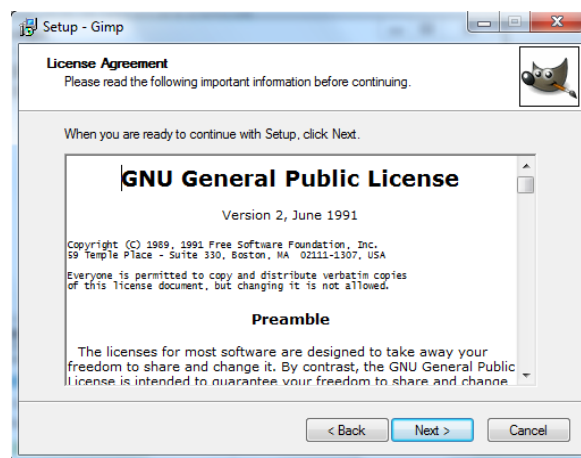 Setup - Gimp
License Agreement
Please read the following important information before continuing.
When you are ready to continue with Setup, click Next.
GNU General Public License
Version 2, June 1991
Copyright (C) 1989, 1991 Free Software Foundation, Inc.
59 Temple Place - Suite 330, Boston, MA  02111-1307, USA
Everyone is permitted to copy and distribute verbatim copies
of this license document, but changing it is not allowed.
Preamble
The licenses for most software are designed to take away your
freedom to share and change it. By contrast, the GNU General Public
License is intended to guarantee your freedom to share and change
< Back
Next >
Cancel